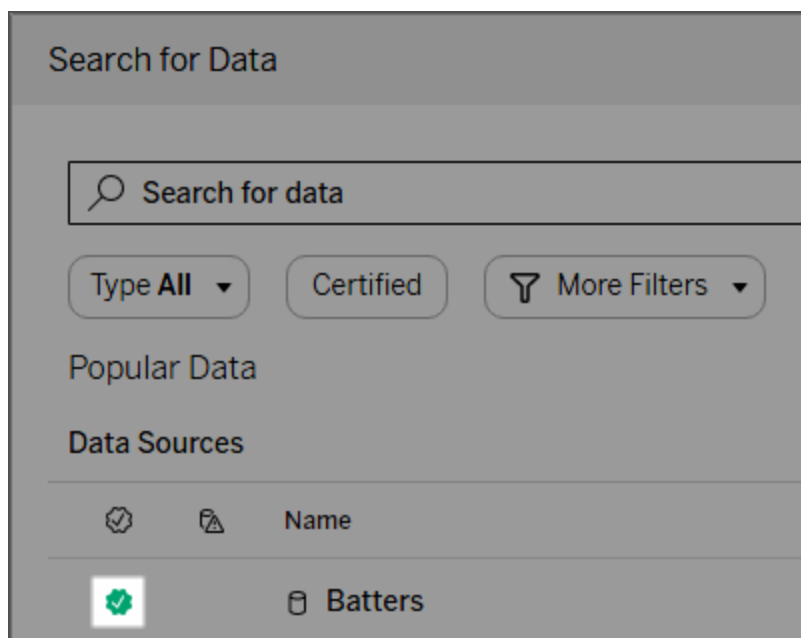 Search for Data
Search for data
Type All Certified More Filters
Popular Data
Data Sources
Name
Batters